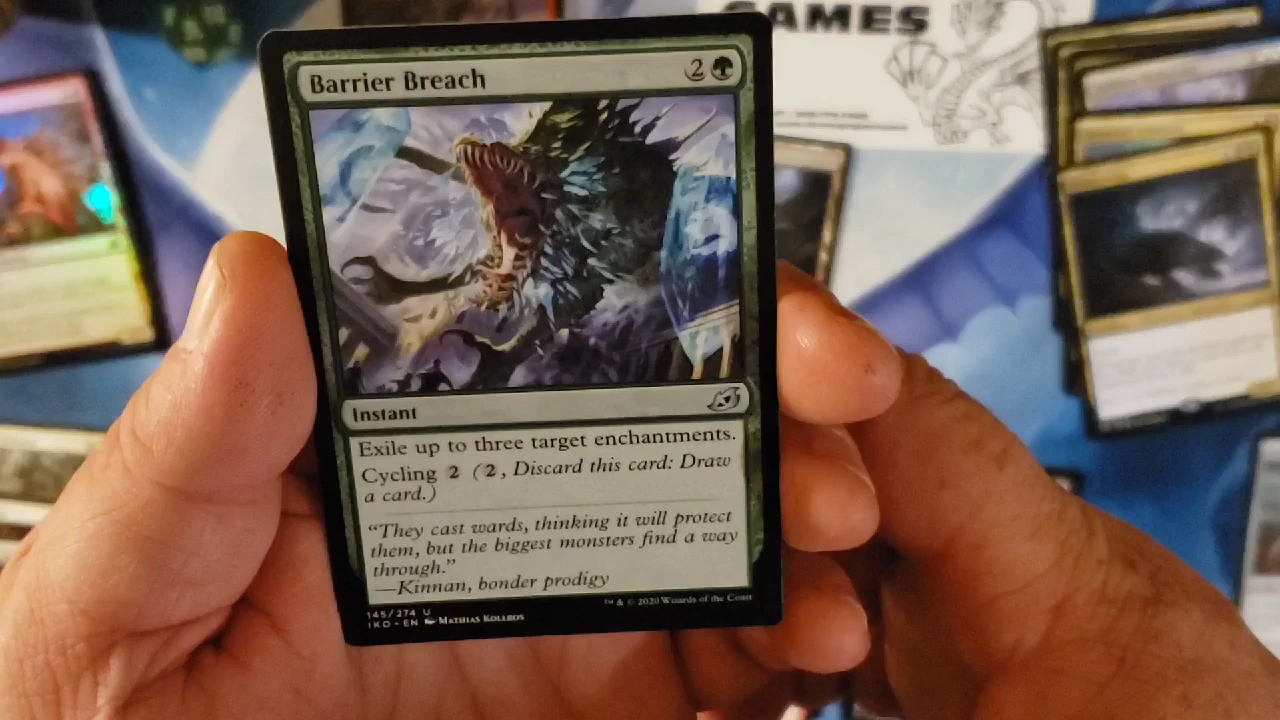 GAMES
Barrier Breach 2
Instant
Exile up to three target enchantments.
Cycling 2 (2, Discard this card: Draw
a card.)
“They cast wards, thinking it will protect
them, but the biggest monsters find a way
through.”
—Kinnan, bonder prodigy
145/274 U
IKO • EN Mathias Kollros
™ & © 2020 Wizards of the Coast